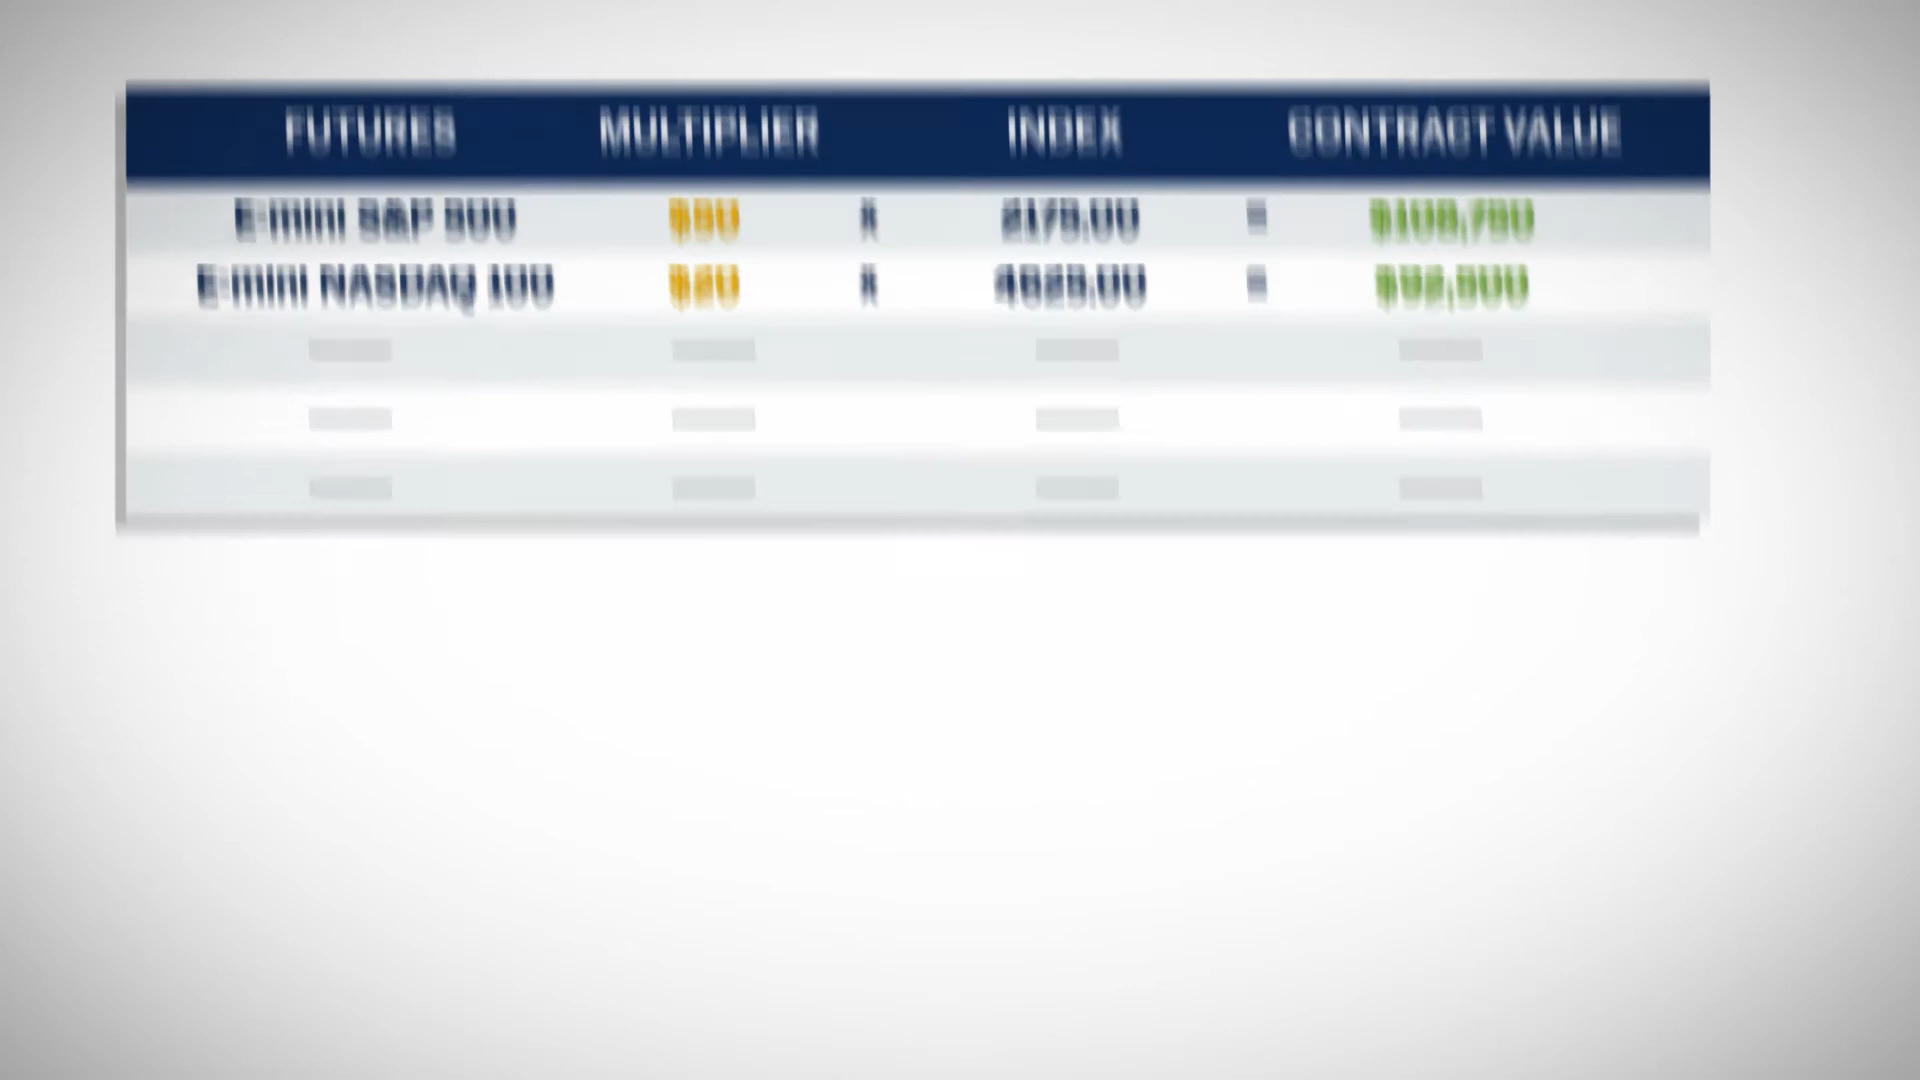 FUTURES MULTIPLIER INDEX CONTRACT VALUE
E-mini S&P 500 $50 X 2175.00 = $108,750
E-mini NASDAQ 100 $20 X 4625.00 = $92,500